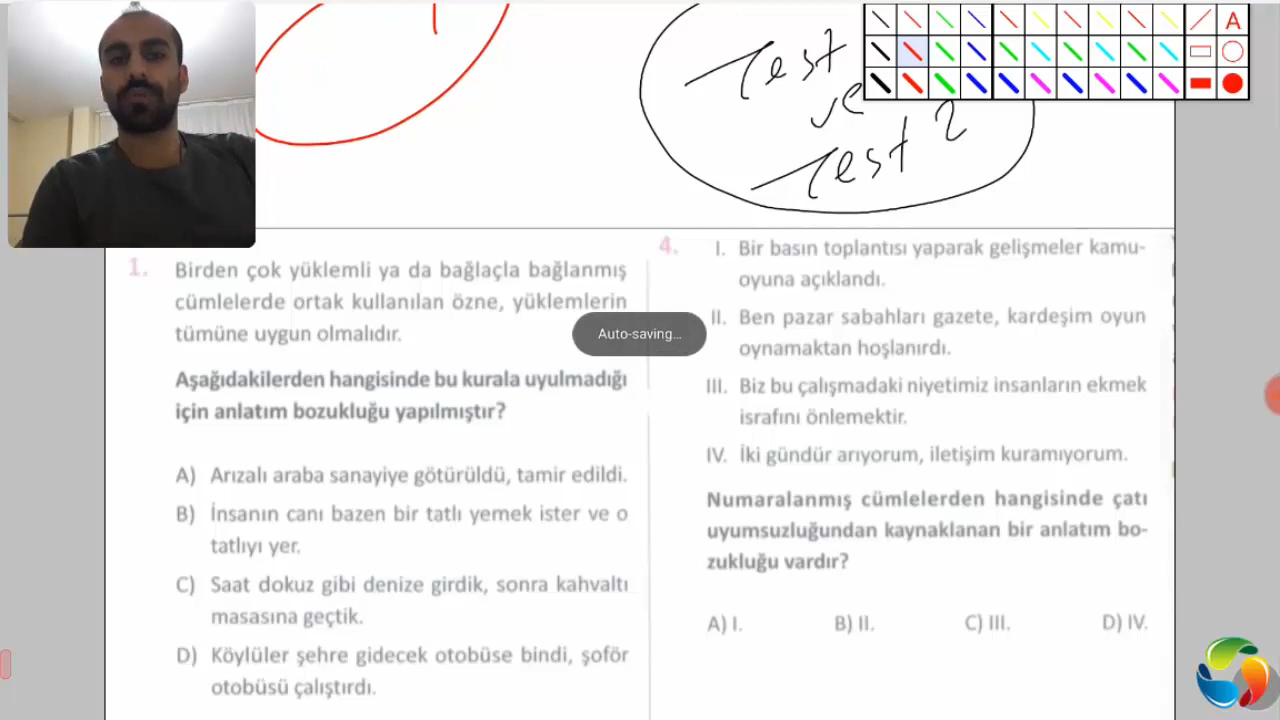 Test
ve
Test 2
A
1.
Birden çok yüklemli ya da bağlaçla bağlanmış
cümlelerde ortak kullanılan özne, yüklemlerin
tümüne uygun olmalıdır.
Aşağıdakilerden hangisinde bu kurala uyulmadığı
için anlatım bozukluğu yapılmıştır?
A) Arızalı araba sanayiye götürüldü, tamir edildi.
B) İnsanın canı bazen bir tatlı yemek ister ve o
tatlıyı yer.
C) Saat dokuz gibi denize girdik, sonra kahvaltı
masasına geçtik.
D) Köylüler şehre gidecek otobüse bindi, şoför
otobüsü çalıştırdı.
Auto-saving...
4.
I. Bir basın toplantısı yaparak gelişmeler kamu-
oyuna açıklandı.
II. Ben pazar sabahları gazete, kardeşim oyun
oynamaktan hoşlanırdı.
III. Biz bu çalışmadaki niyetimiz insanların ekmek
israfını önlemektir.
IV. İki gündür arıyorum, iletişim kuramıyorum.
Numaralanmış cümlelerden hangisinde çatı
uyumsuzluğundan kaynaklanan bir anlatım bo-
zukluğu vardır?
A) I. B) II. C) III. D) IV.